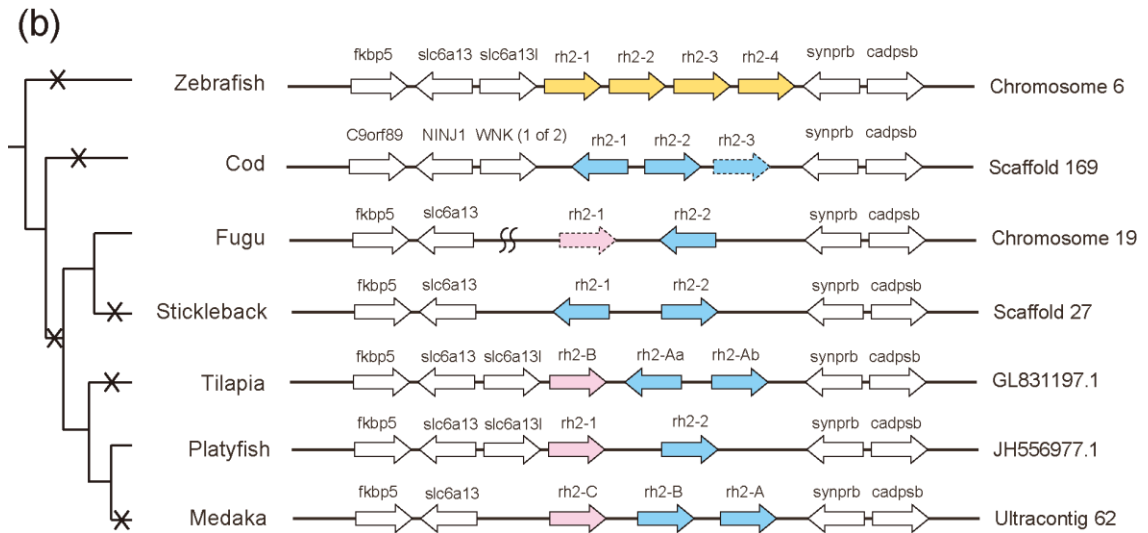 (b)
fkbp5 slc6a13 slc6a13l rh2-1 rh2-2 rh2-3 rh2-4 synprb cadpsb
Zebrafish Chromosome 6
C9orf89 NINJ1 WNK (1 of 2) rh2-1 rh2-2 rh2-3 synprb cadpsb
Cod Scaffold 169
fkbp5 slc6a13 rh2-1 rh2-2 synprb cadpsb
Fugu Chromosome 19
fkbp5 slc6a13 rh2-1 rh2-2 synprb cadpsb
Stickleback Scaffold 27
fkbp5 slc6a13 slc6a13l rh2-B rh2-Aa rh2-Ab synprb cadpsb
Tilapia GL831197.1
fkbp5 slc6a13 slc6a13l rh2-1 rh2-2 synprb cadpsb
Platyfish JH556977.1
fkbp5 slc6a13 rh2-C rh2-B rh2-A synprb cadpsb
Medaka Ultracontig 62